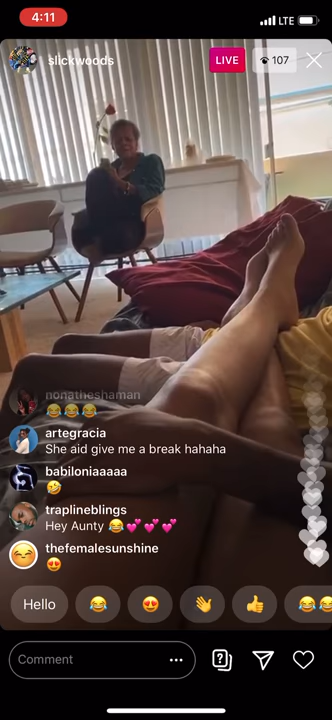 4:11
LTE
slickwoods
LIVE
107
nonatheshaman
😂😂😂
artegracia
She aid give me a break hahaha
babiloniaaaaa
🤣
traplineblings
Hey Aunty 😂💕💕💕
thefemalesunshine
😍
Hello 😂 😍 👋 👍 😂
Comment